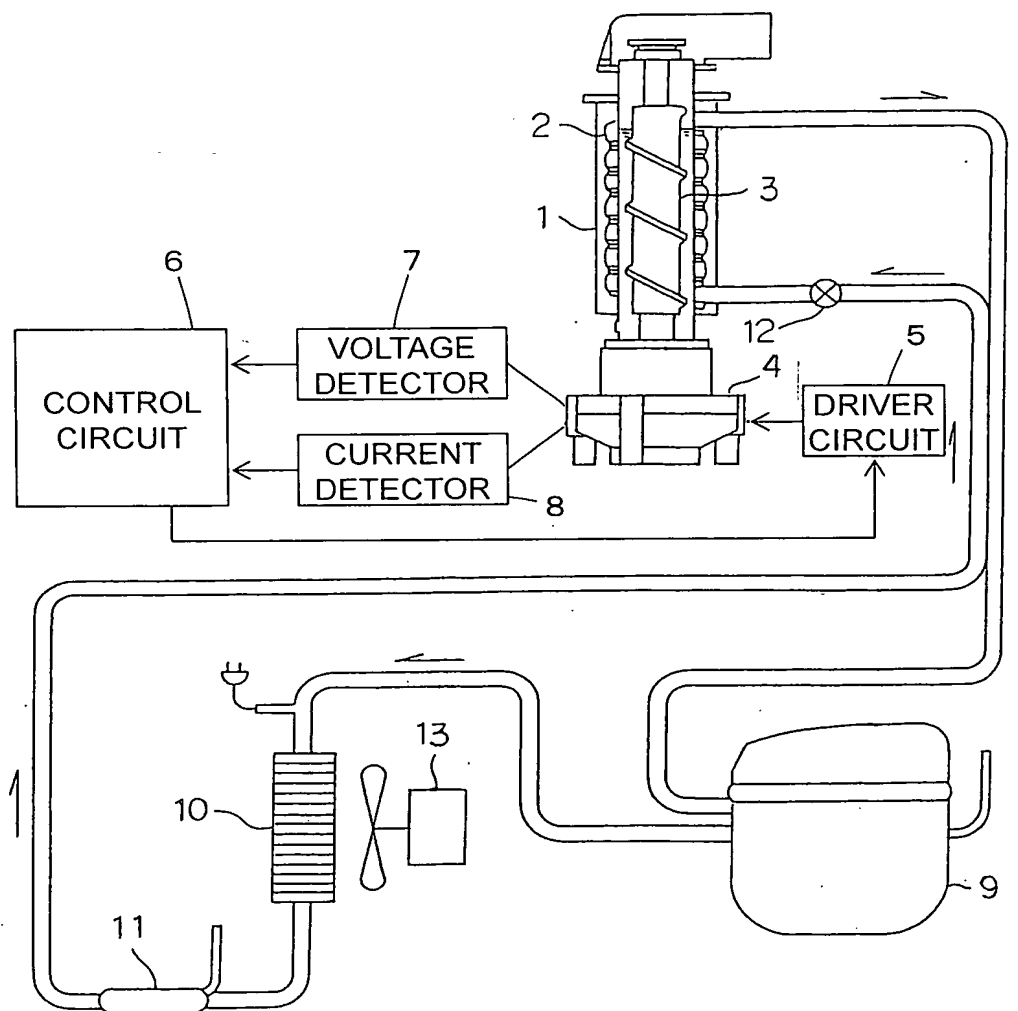 2
3
1
6
7
VOLTAGE
DETECTOR
12
5
4
CONTROL
CIRCUIT
DRIVER
CIRCUIT
CURRENT
DETECTOR
8
13
10
9
11